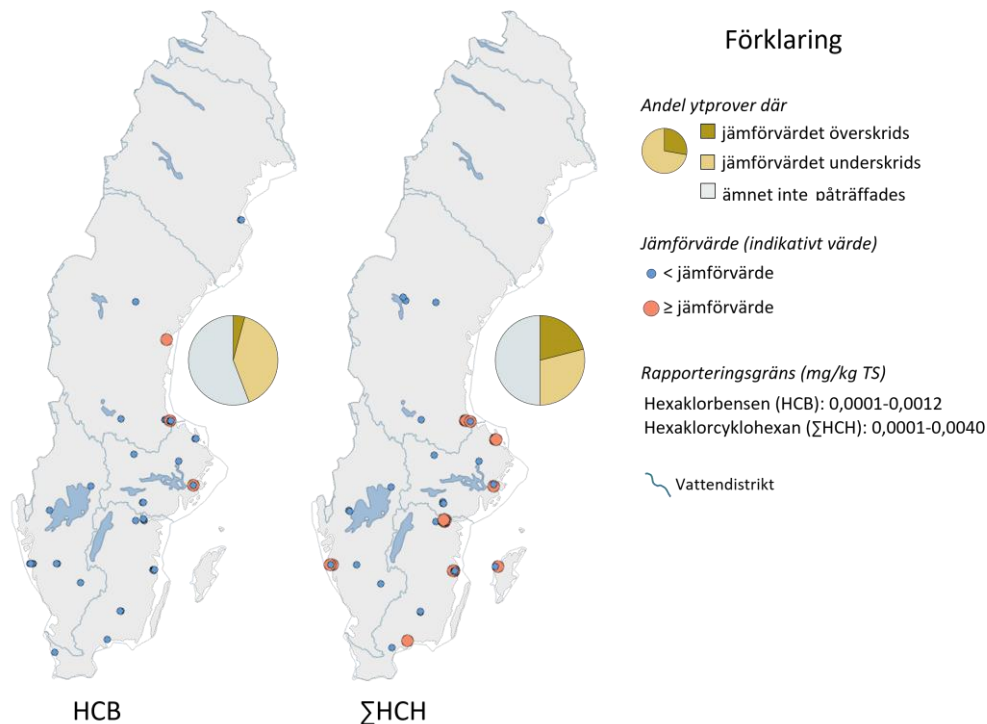 Förklaring
Andel ytprover där
jämförvärdet överskrids
jämförvärdet underskrids
ämnet inte påträffades
Jämförvärde (indikativt värde)
< jämförvärde
≥ jämförvärde
Rapporteringsgräns (mg/kg TS)
Hexaklorbensen (HCB): 0,0001-0,0012
Hexaklorcyklohexan (∑HCH): 0,0001-0,0040
Vattendistrikt
HCB
∑HCH